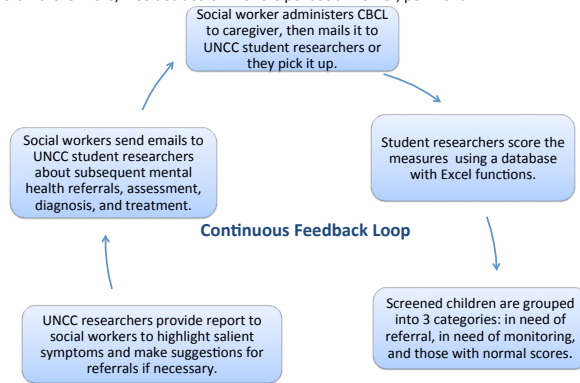 Social worker administers CBCL
to caregiver, then mails it to
UNCC student researchers or
they pick it up.
Student researchers score the
measures using a database
with Excel functions.
Screened children are grouped
into 3 categories: in need of
referral, in need of monitoring,
and those with normal scores.
UNCC researchers provide report to
social workers to highlight salient
symptoms and make suggestions for
referrals if necessary.
Social workers send emails to
UNCC student researchers
about subsequent mental
health referrals, assessment,
diagnosis, and treatment.
Continuous Feedback Loop